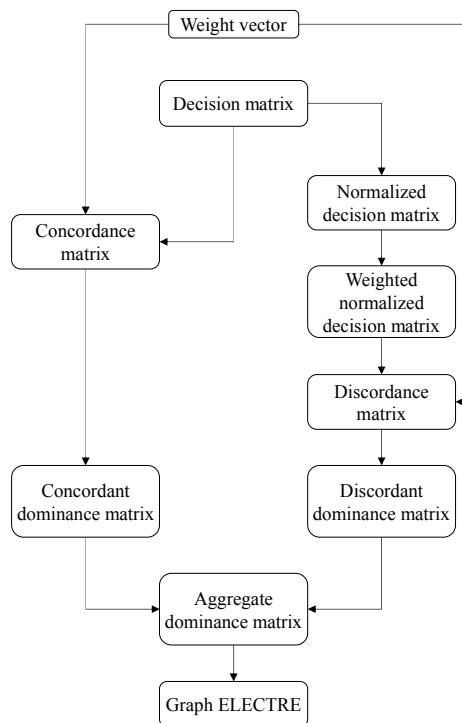 Weight vector
Decision matrix
Normalized
decision matrix
Concordance
matrix
Weighted
normalized
decision matrix
Discordance
matrix
Concordant
dominance matrix
Discordant
dominance matrix
Aggregate
dominance matrix
Graph ELECTRE